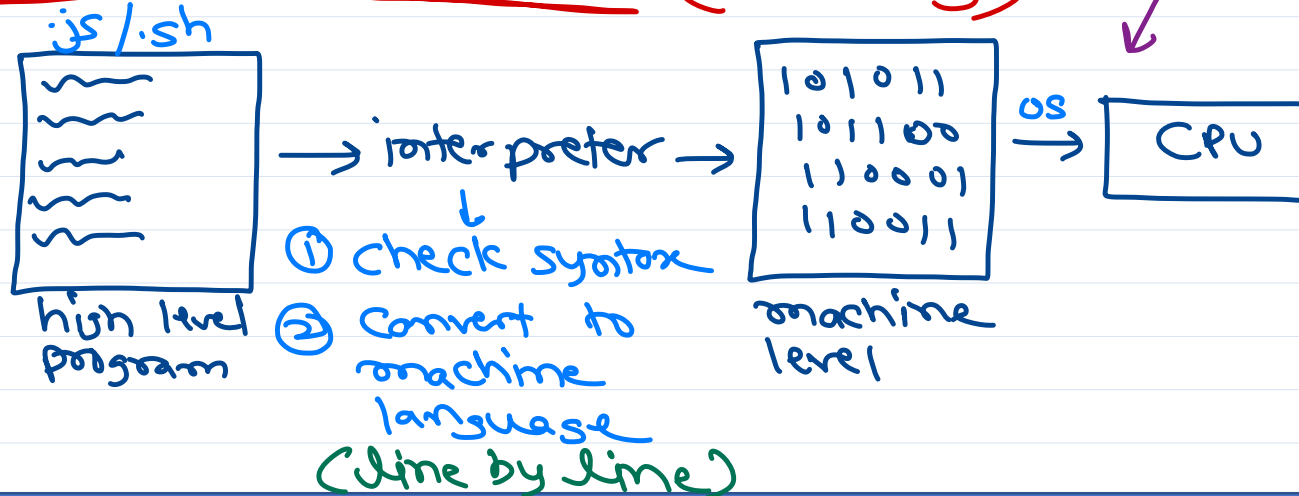 .js / .sh
→ interpreter →
101011
101100
110001
110011
OS
→
CPU
↓
① check syntax
② convert to
machine
language
(line by line)
high level
program
machine
level